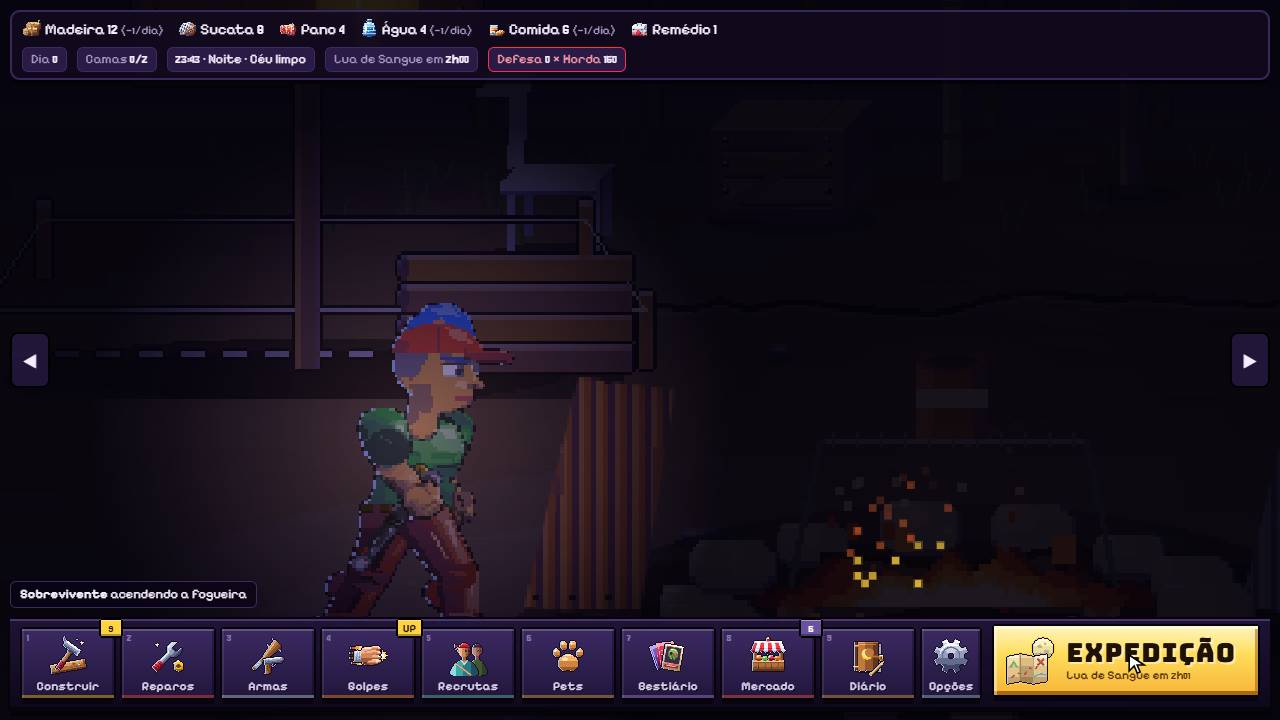 Madeira 12 (-1/dia) Sucata 8 Pano 4 Água 4 (-1/dia) Comida 6 (-1/dia) Remédio 1
Dia 0 Camas 0/2 23:43 · Noite · Céu limpo Lua de Sangue em 2h00 Defesa 0 × Horda 160
◀ ▶
Sobrevivente acendendo a fogueira
9 UP 6
1 2 3 4 5 6 7 8 9
Construir Reparos Armas Golpes Recrutas Pets Bestiário Mercado Diário Opções
EXPEDIÇÃO
Lua de Sangue em 2h01